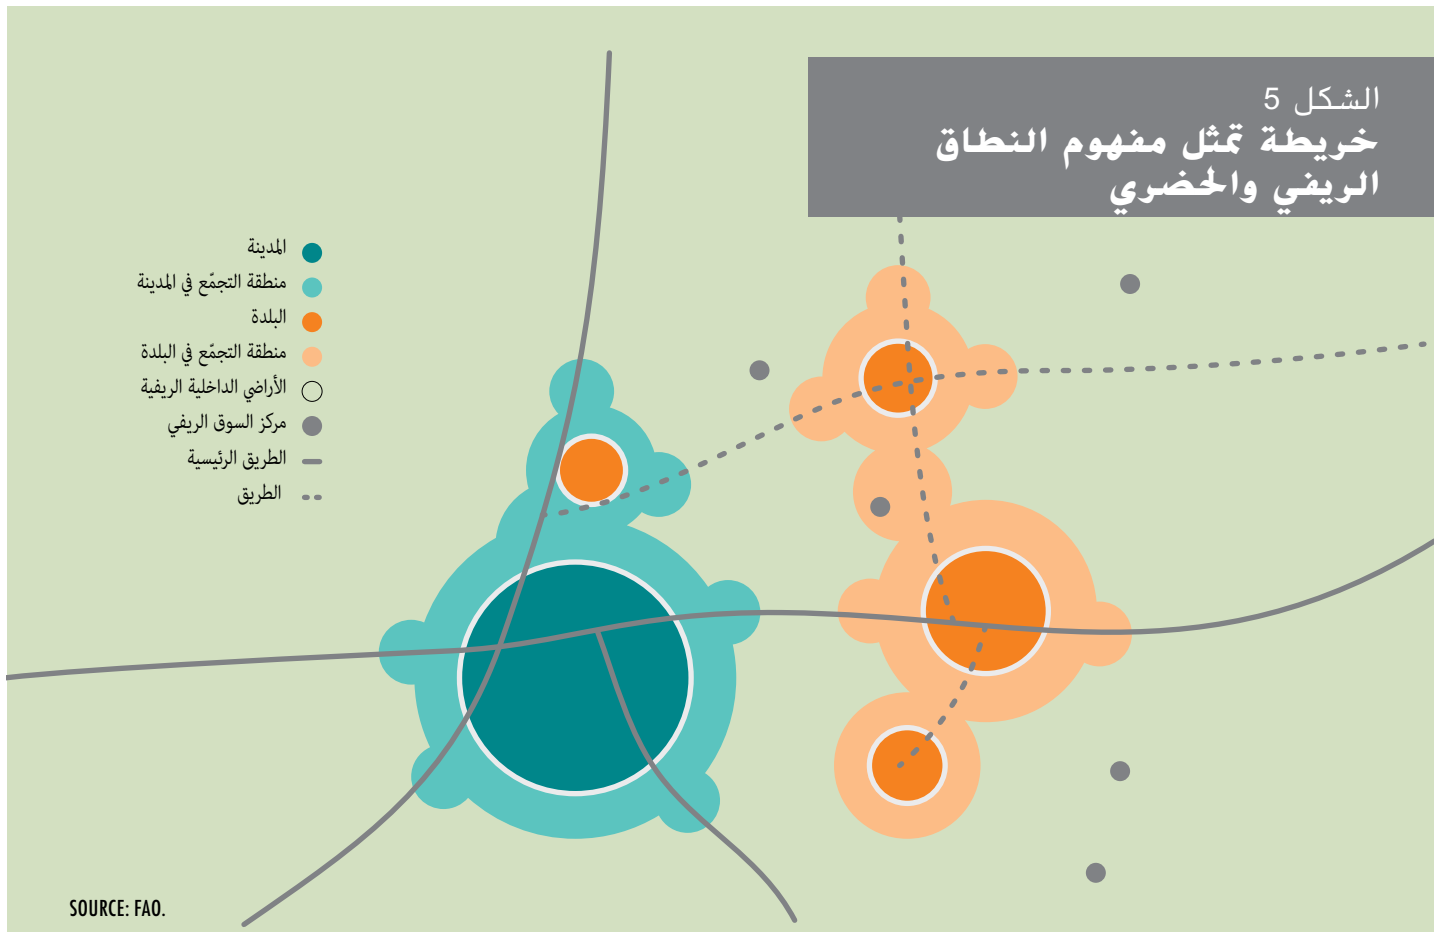 الشكل 5
خريطة تمثل مفهوم النطاق
الريفي والحضري
المدينة
منطقة التجمّع في المدينة
البلدة
منطقة التجمّع في البلدة
الأراضي الداخلية الريفية
مركز السوق الريفي
الطريق الرئيسية
الطريق
SOURCE: FAO.